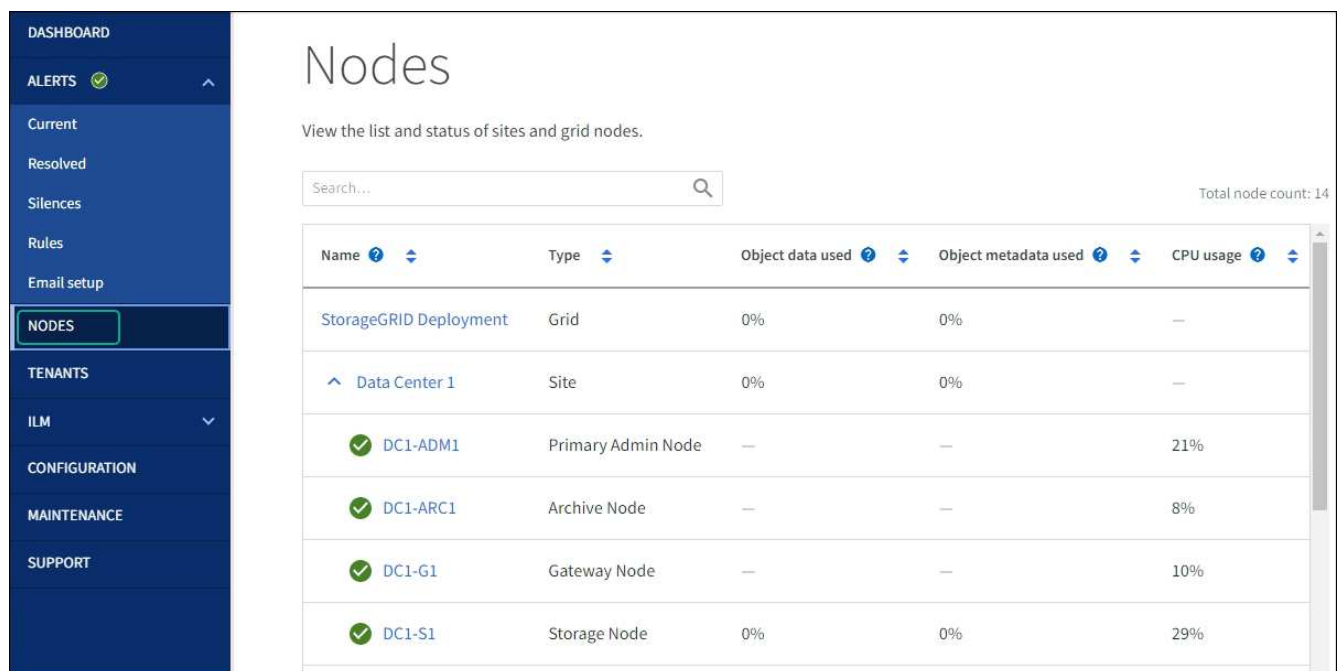 DASHBOARD
ALERTS
Current
Resolved
Silences
Rules
Email setup
NODES
TENANTS
ILM
CONFIGURATION
MAINTENANCE
SUPPORT
Nodes
View the list and status of sites and grid nodes.
Search...
Total node count: 14
Name ? Type Object data used ? Object metadata used ? CPU usage ?
StorageGRID Deployment Grid 0% 0% —
Data Center 1 Site 0% 0% —
DC1-ADM1 Primary Admin Node — — 21%
DC1-ARC1 Archive Node — — 8%
DC1-G1 Gateway Node — — 10%
DC1-S1 Storage Node 0% 0% 29%